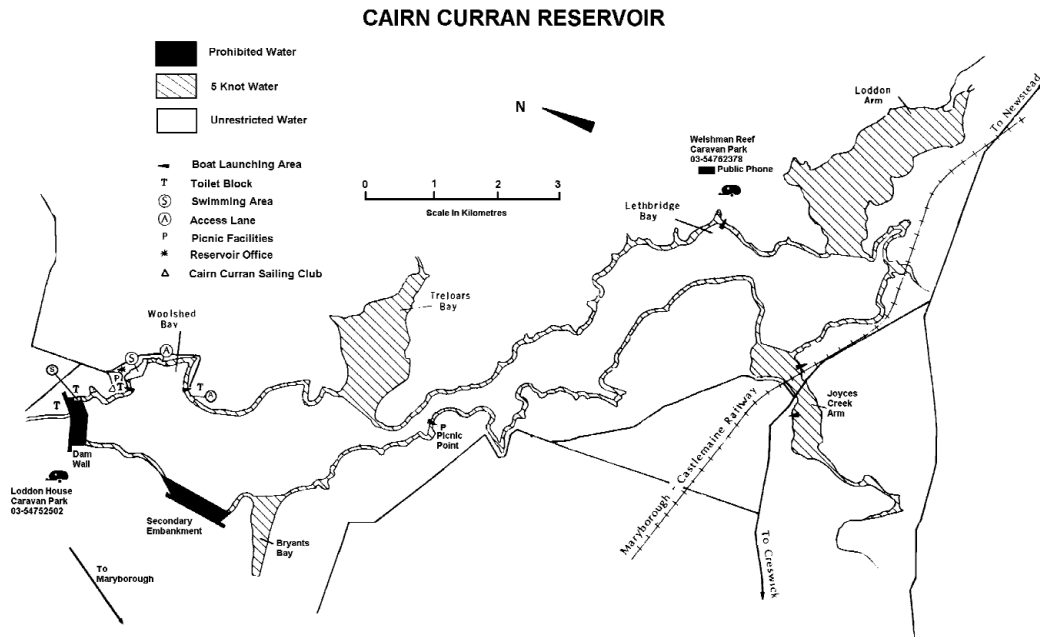 CAIRN CURRAN RESERVOIR
Prohibited Water
5 Knot Water
Unrestricted Water
Boat Launching Area
T Toilet Block
S Swimming Area
A Access Lane
P Picnic Facilities
Reservoir Office
Cairn Curran Sailing Club
N
0 1 2 3
Scale In Kilometres
Welshman Reef
Caravan Park
03-54762378
Public Phone
Loddon
Arm
To Newstead
Lethbridge
Bay
Treloars
Bay
Woolshed
Bay
S
A
S
P
T
T
T
A
T
Dam
Wall
Loddon House
Caravan Park
03-54752502
Secondary
Embankment
Bryants
Bay
To
Maryborough
P
Picnic
Point
Joyces
Creek
Arm
Maryborough - Castlemaine Railway
To Creswick